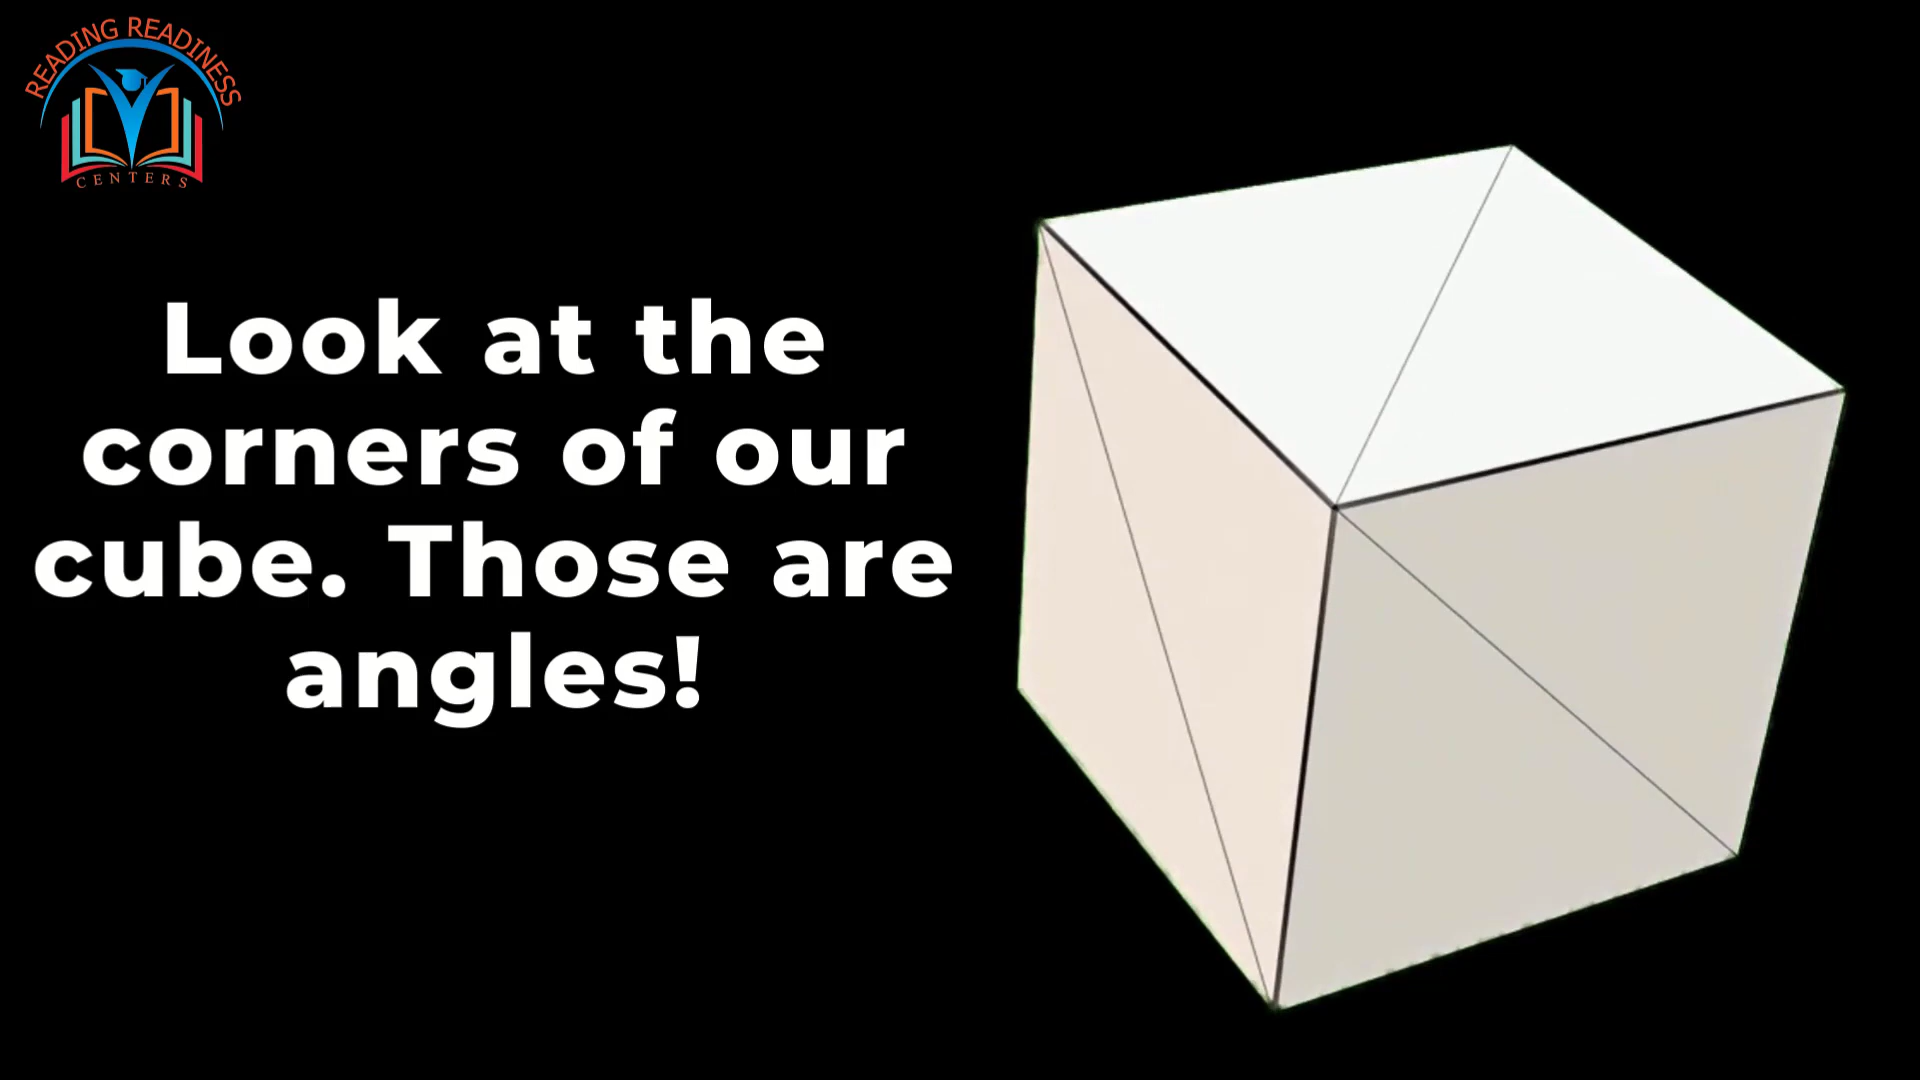 READING READINESS
CENTERS
Look at the
corners of our
cube. Those are
angles!